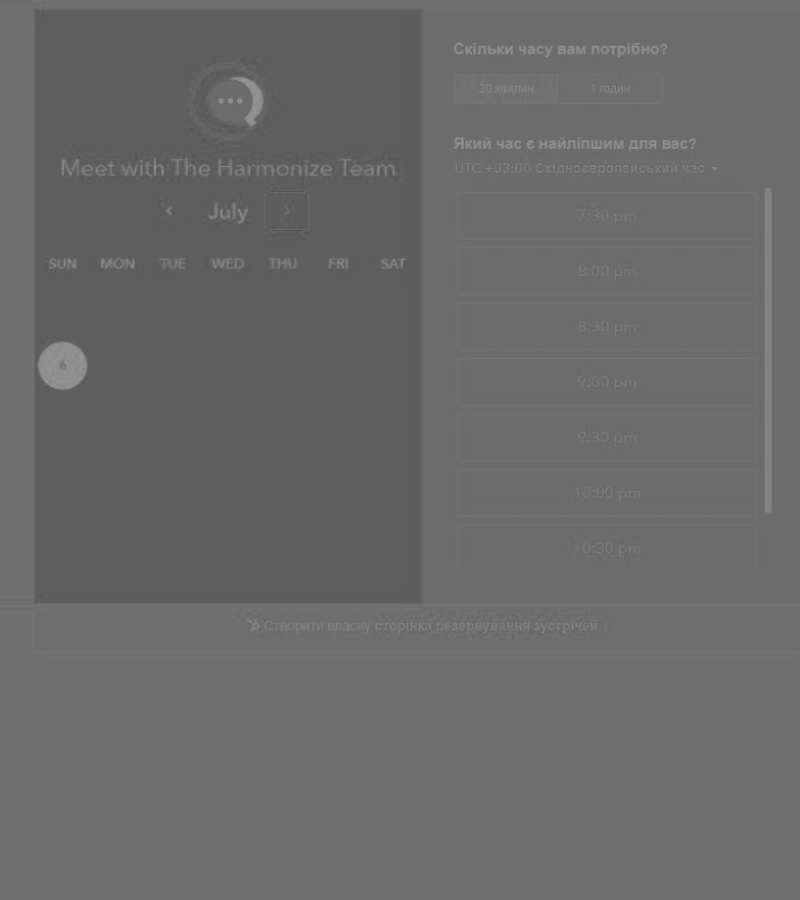 Meet with The Harmonize Team
July
SUN MON TUE WED THU FRI SAT
6
Скільки часу вам потрібно?
30 хвилин 1 годин
Який час є найліпшим для вас?
UTC +03:00 Східноєвропейський час
7:30 pm
8:00 pm
8:30 pm
9:00 pm
9:30 pm
10:00 pm
10:30 pm
Створити власну сторінка резервування зустрічей